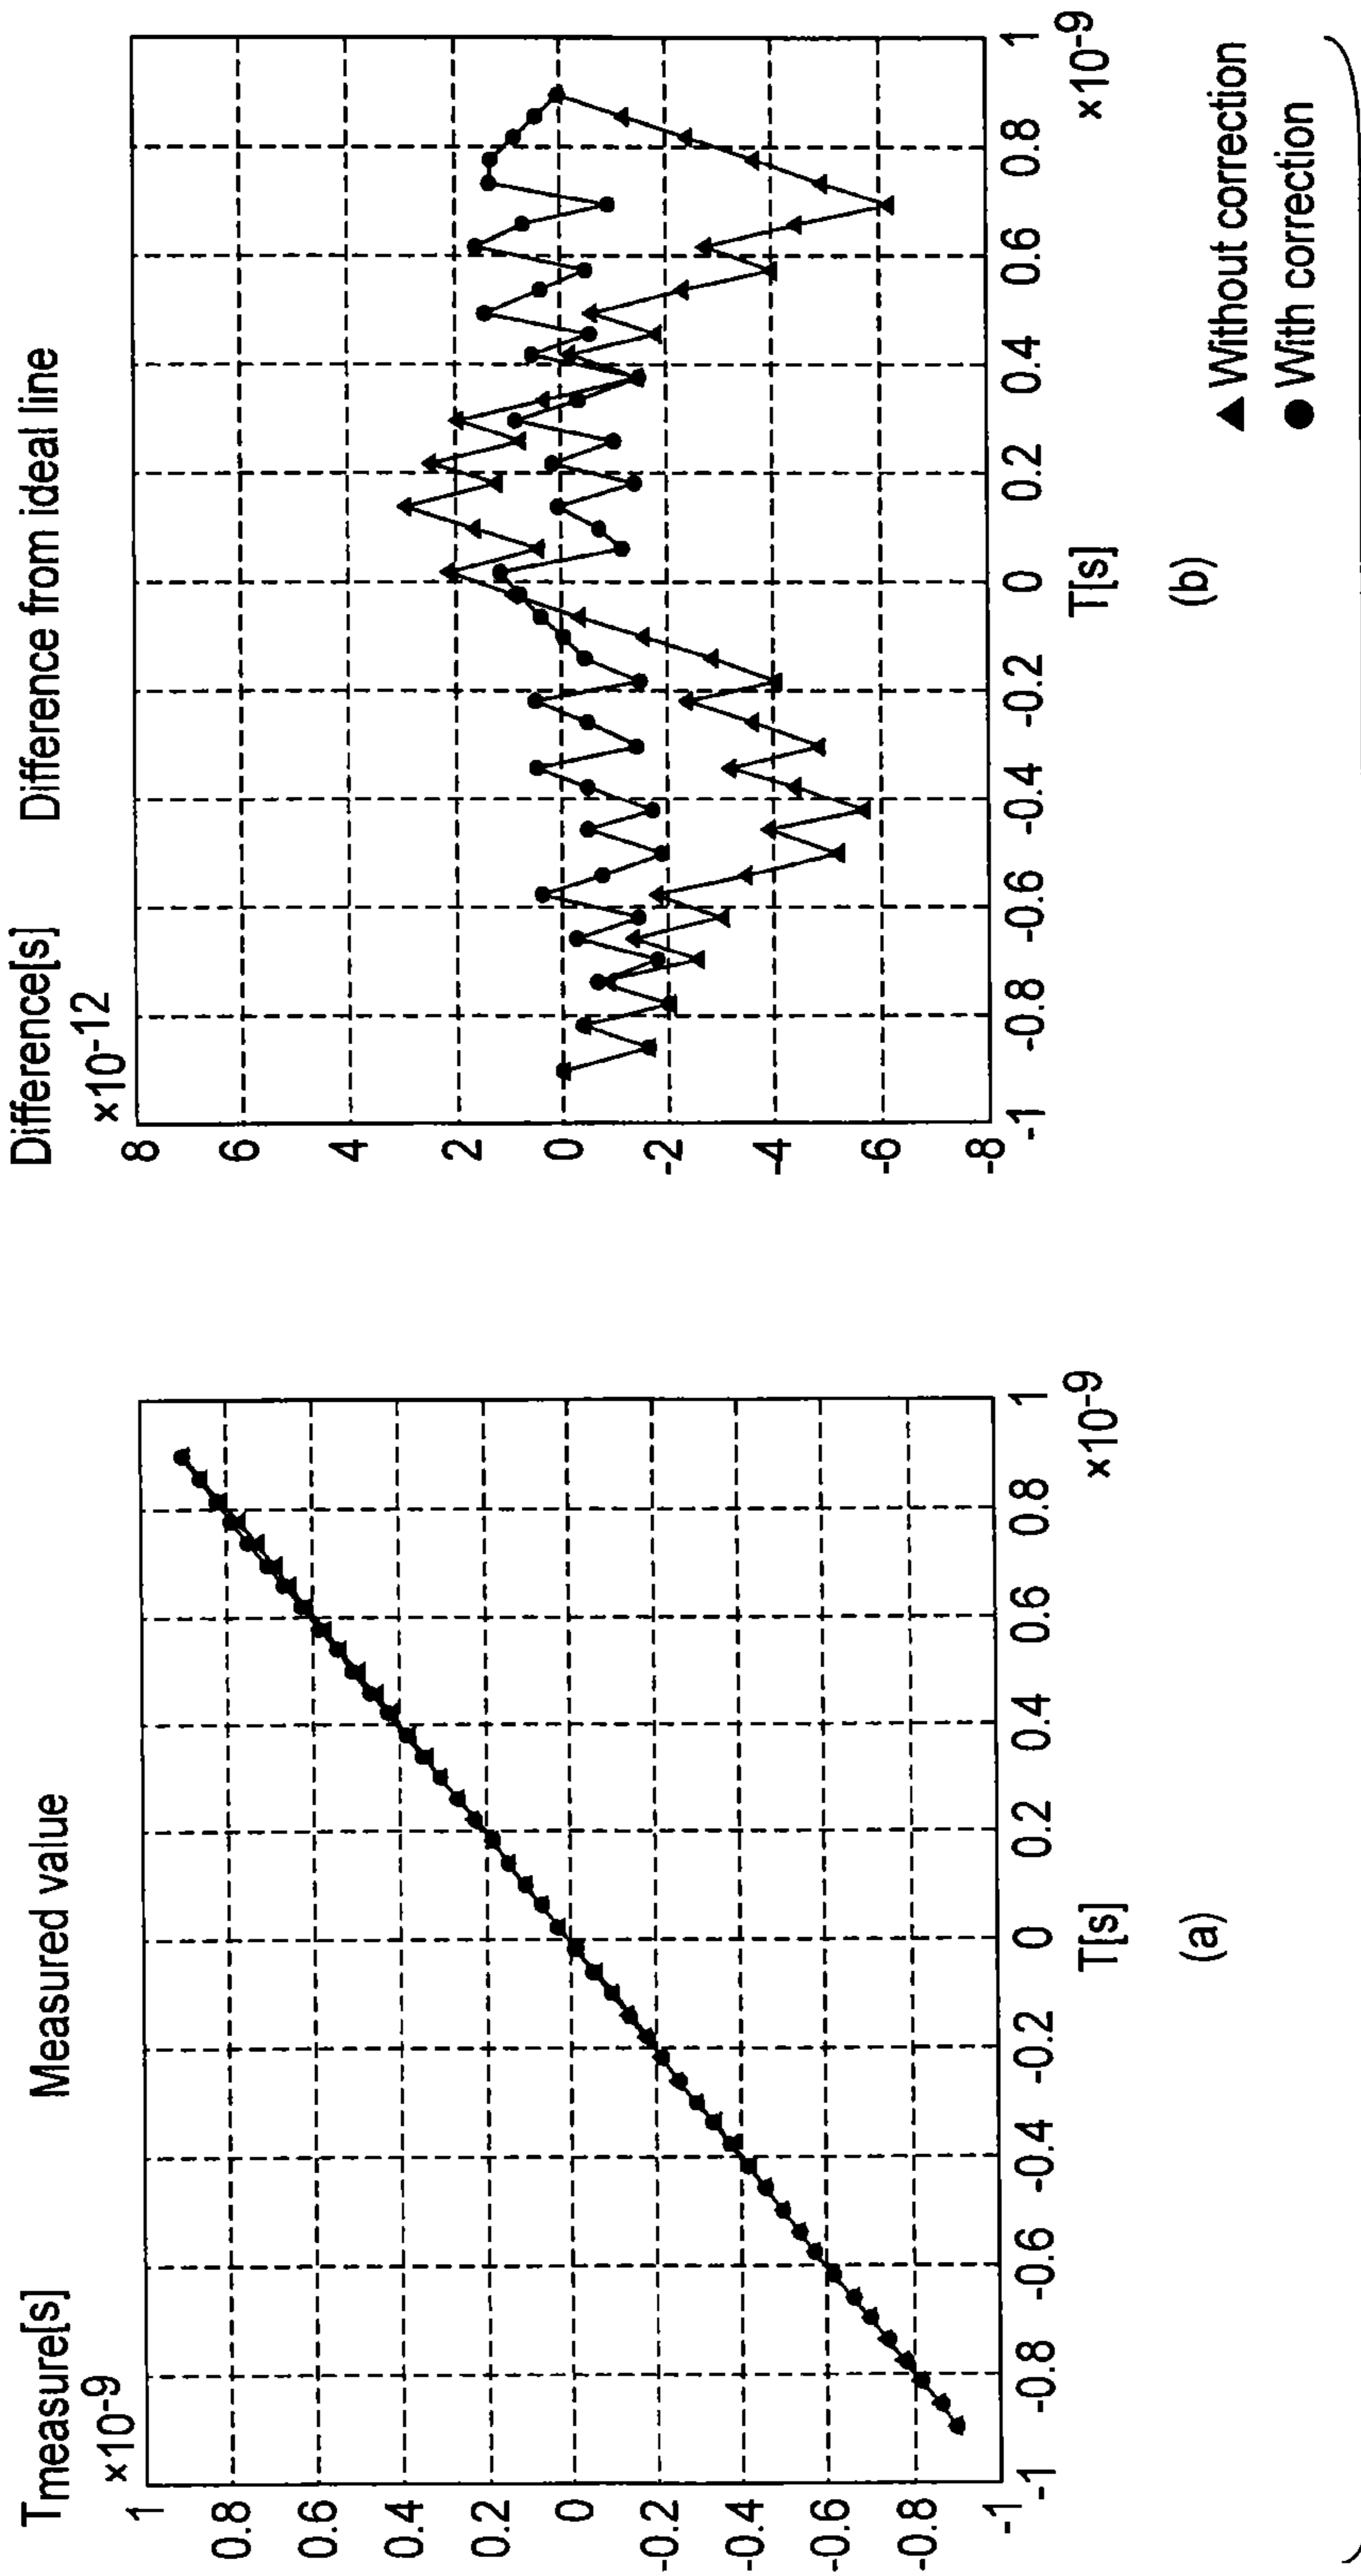 Tmeasure[s]
Measured value
×10-9
1
0.8
0.6
0.4
0.2
0
-0.2
-0.4
-0.6
-0.8
-1
-1 -0.8 -0.6 -0.4 -0.2 0 0.2 0.4 0.6 0.8 1
×10-9
T[s]
(a)
Difference[s]
Difference from ideal line
×10-12
8
6
4
2
0
-2
-4
-6
-8
-1 -0.8 -0.6 -0.4 -0.2 0 0.2 0.4 0.6 0.8 1
×10-9
T[s]
(b)
▲ Without correction
● With correction